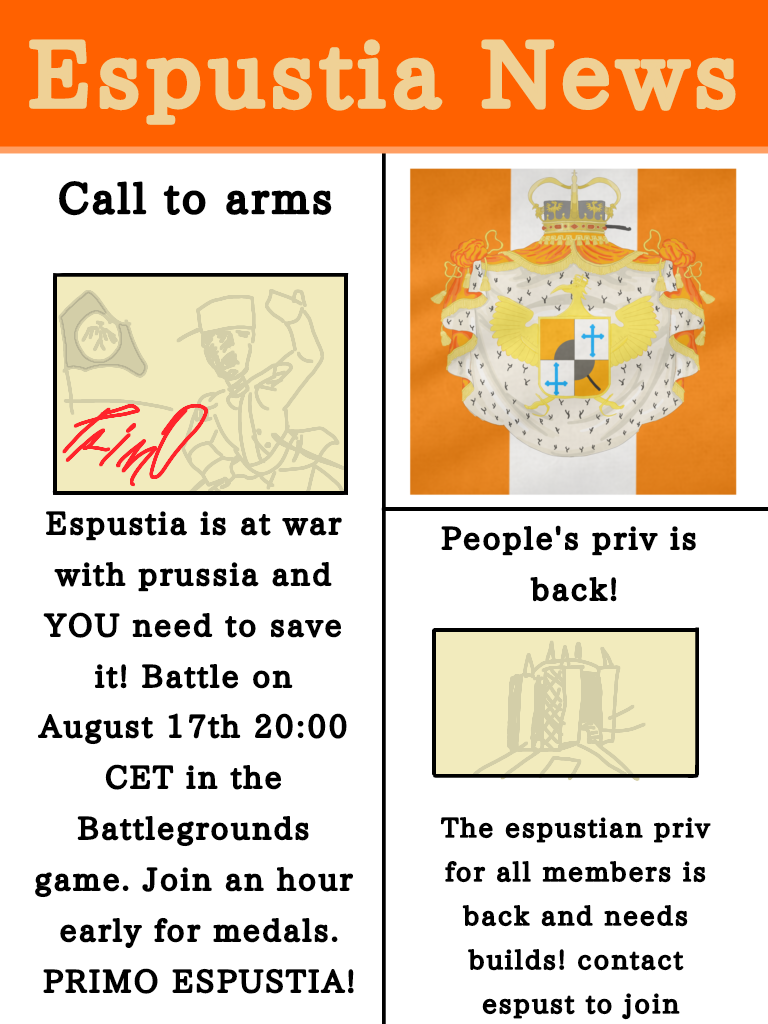 Espustia News
Call to arms
PRIMO
Espustia is at war
with prussia and
YOU need to save
it! Battle on
August 17th 20:00
CET in the
Battlegrounds
game. Join an hour
early for medals.
PRIMO ESPUSTIA!
People's priv is
back!
The espustian priv
for all members is
back and needs
builds! contact
espust to join